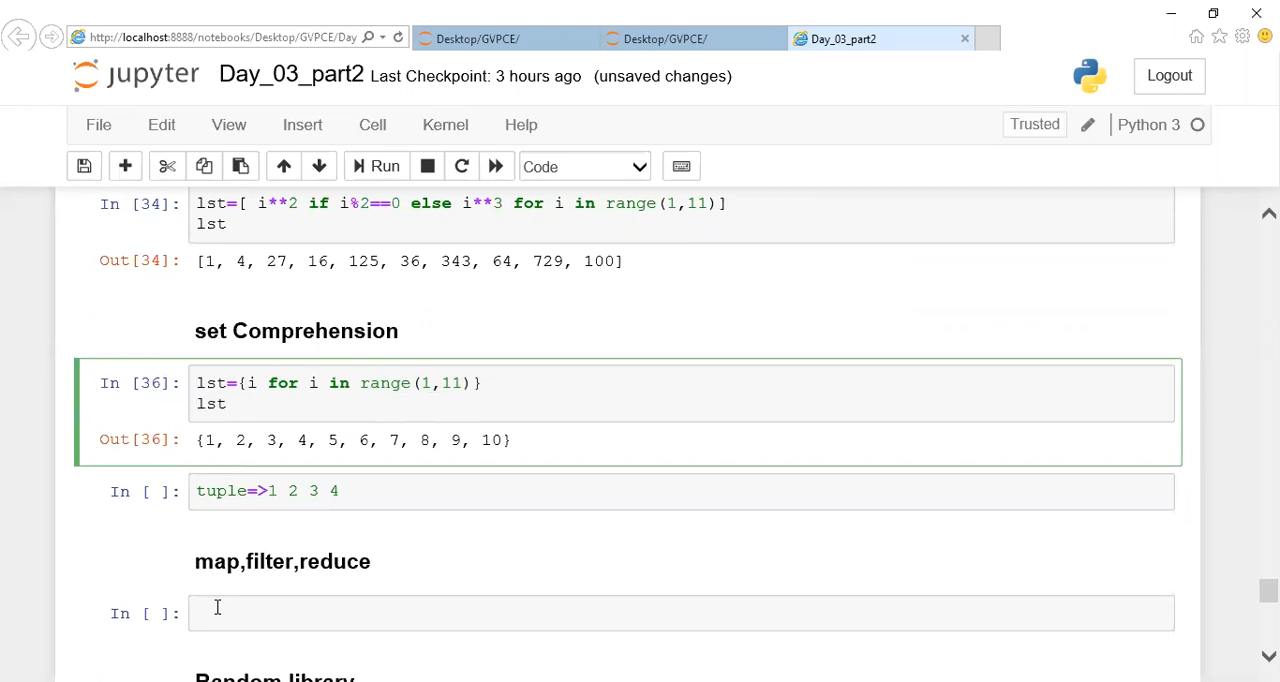 http://localhost:8888/notebooks/Desktop/GVPCE/Day
Desktop/GVPCE/
Desktop/GVPCE/
Day_03_part2
jupyter Day_03_part2 Last Checkpoint: 3 hours ago (unsaved changes)
Logout
File Edit View Insert Cell Kernel Help
Trusted
Python 3
Run
Code
In [34]: lst=[ i**2 if i%2==0 else i**3 for i in range(1,11)]
lst
Out[34]: [1, 4, 27, 16, 125, 36, 343, 64, 729, 100]
set Comprehension
In [36]: lst={i for i in range(1,11)}
lst
Out[36]: {1, 2, 3, 4, 5, 6, 7, 8, 9, 10}
In [ ]: tuple=>1 2 3 4
map,filter,reduce
In [ ]:
Random library